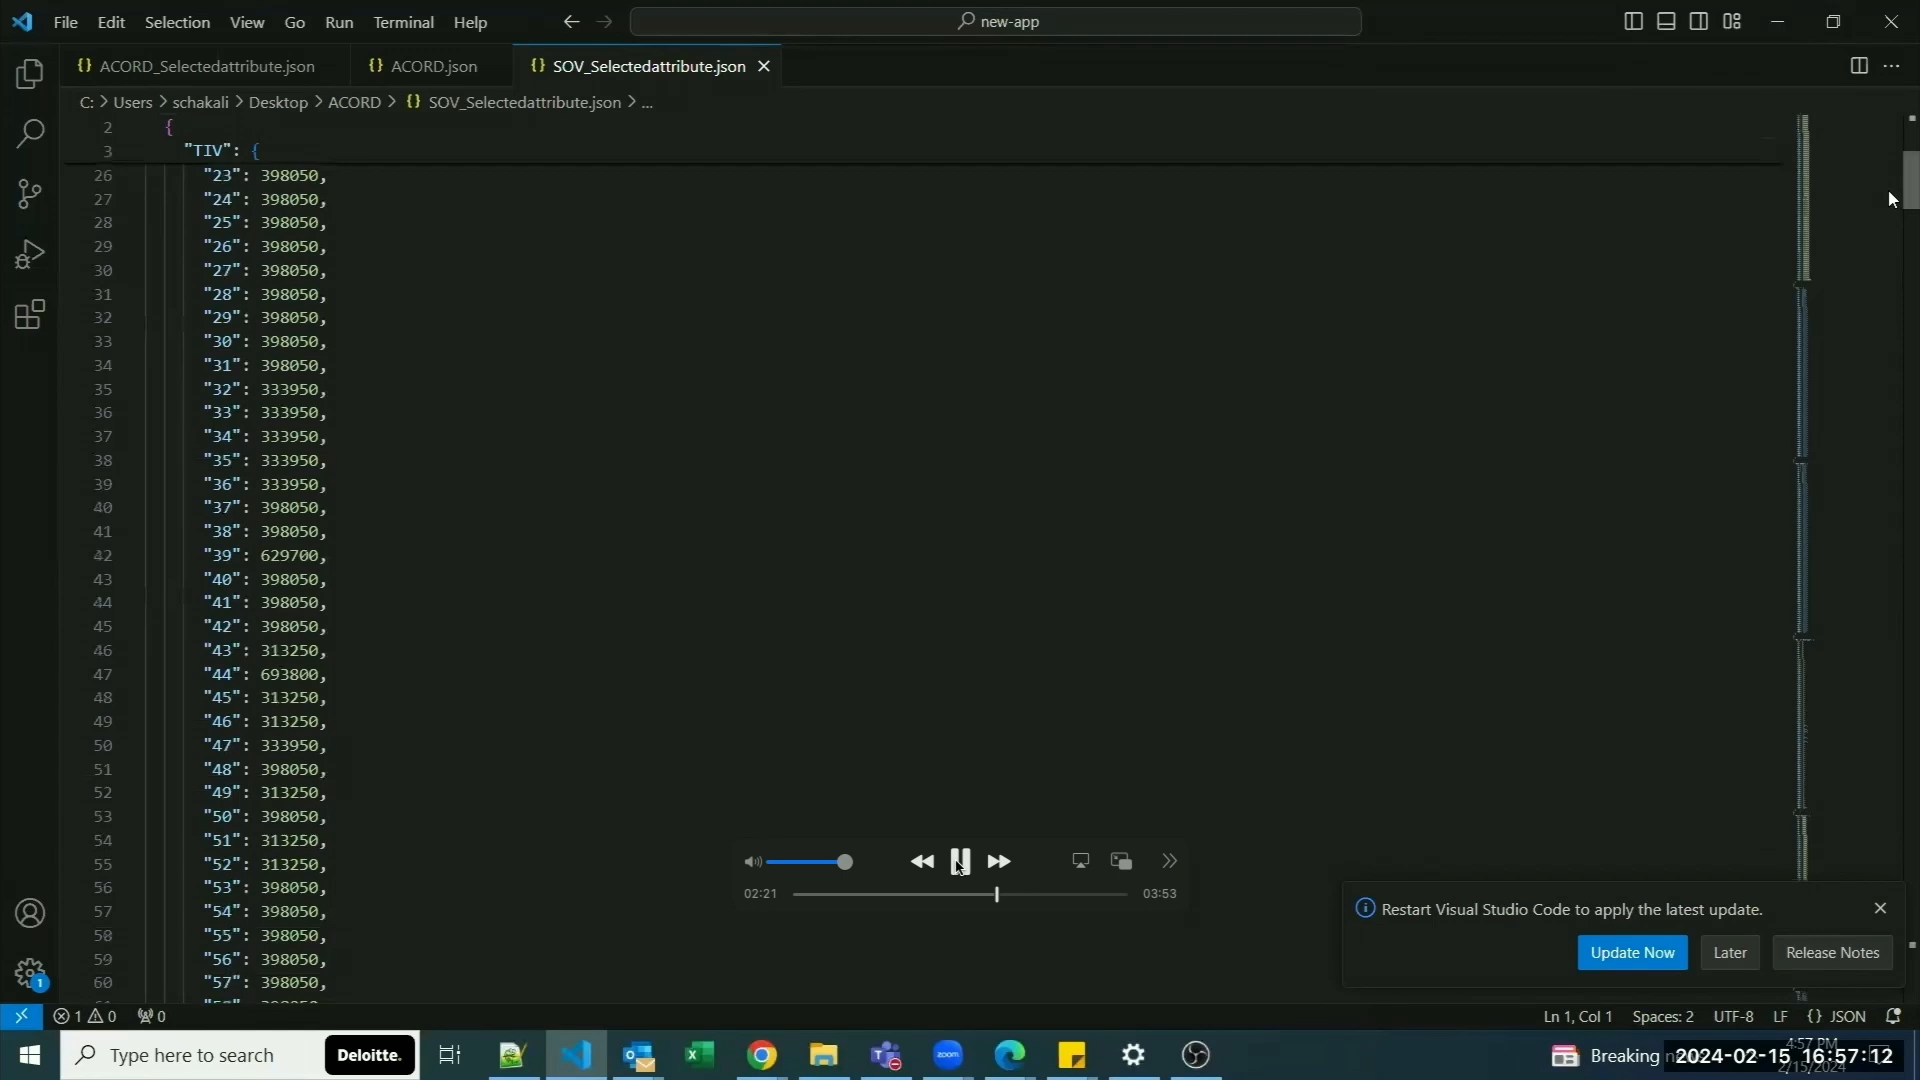 File Edit Selection View Go Run Terminal Help
new-app
ACORD_Selectedattribute.json
ACORD.json
SOV_Selectedattribute.json
C: > Users > schakali > Desktop > ACORD > {} SOV_Selectedattribute.json > ...
2 {
3 "TIV": {
26 "23": 398050,
27 "24": 398050,
28 "25": 398050,
29 "26": 398050,
30 "27": 398050,
31 "28": 398050,
32 "29": 398050,
33 "30": 398050,
34 "31": 398050,
35 "32": 333950,
36 "33": 333950,
37 "34": 333950,
38 "35": 333950,
39 "36": 333950,
40 "37": 398050,
41 "38": 398050,
42 "39": 629700,
43 "40": 398050,
44 "41": 398050,
45 "42": 398050,
46 "43": 313250,
47 "44": 693800,
48 "45": 313250,
49 "46": 313250,
50 "47": 333950,
51 "48": 398050,
52 "49": 313250,
53 "50": 398050,
54 "51": 313250,
55 "52": 313250,
56 "53": 398050,
57 "54": 398050,
58 "55": 398050,
59 "56": 398050,
60 "57": 398050,
02:21 03:53
Restart Visual Studio Code to apply the latest update.
Update Now Later Release Notes
1
1 0 0
Ln 1, Col 1 Spaces: 2 UTF-8 LF {} JSON
Type here to search
Deloitte.
zoom
Breaking
4:57 PM
2024-02-15 16:57:12
2/15/2024